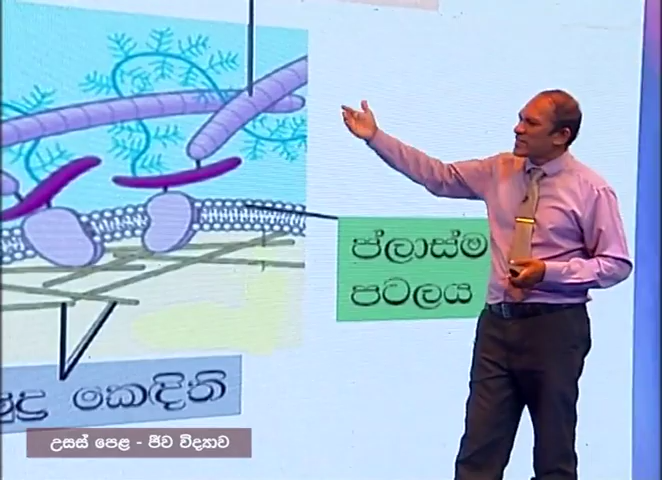 ප්ලාස්ම
පටලය
ක්ෂුද්‍ර කෙඳිති
උසස් පෙළ - ජීව විද්‍යාව